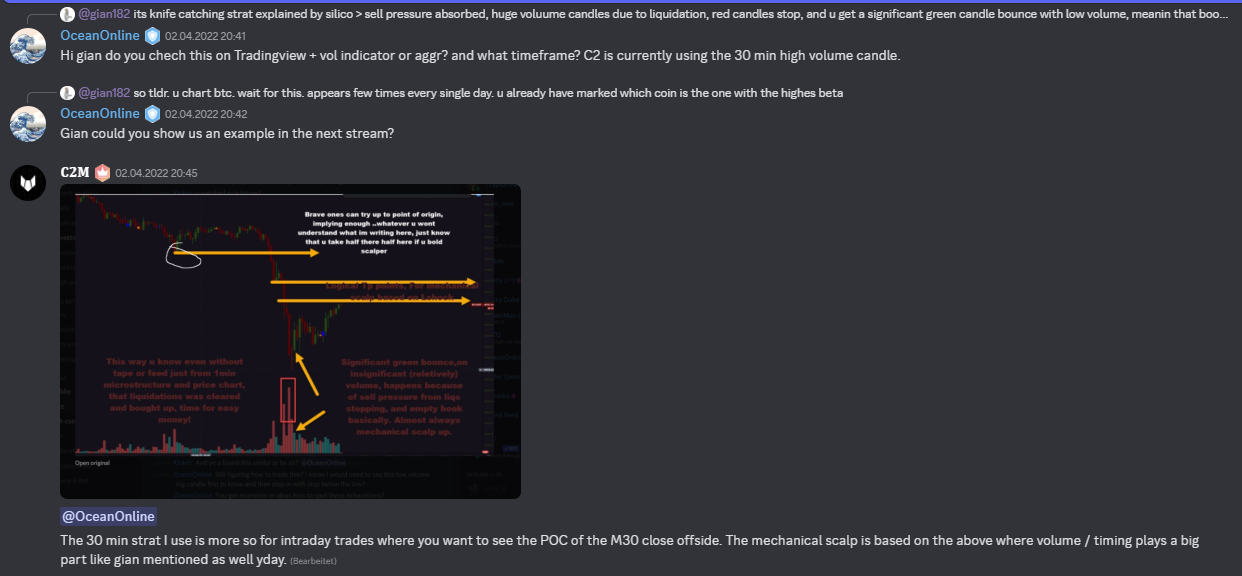 @gian182 its knife catching strat explained by silico > sell pressure absorbed, huge voluume candles due to liquidation, red candles stop, and u get a significant green candle bounce with low volume, meanin that boo...
OceanOnline 02.04.2022 20:41
Hi gian do you chech this on Tradingview + vol indicator or aggr? and what timeframe? C2 is currently using the 30 min high volume candle.
@gian182 so tldr. u chart btc. wait for this. appears few times every single day. u already have marked which coin is the one with the highes beta
OceanOnline 02.04.2022 20:42
Gian could you show us an example in the next stream?
C2M 02.04.2022 20:45
Brave ones can try up to point of origin,
implying enough ..whatever u wont
understand what im writing here, just know
that u take half there half here if u bold
scalper
Logical Tp points, For mechanical
scalp based on
This way u know even without
tape or feed just from 1min
microstructure and price chart,
that liquidations was cleared
and bought up, time for easy
money!
Significant green bounce,on
insignificant (reletively)
volume, happens because
of sell pressure from liqs
stopping, and empty book
basically. Almost always
mechanical scalp up.
Open original
@OceanOnline
The 30 min strat I use is more so for intraday trades where you want to see the POC of the M30 close offside. The mechanical scalp is based on the above where volume / timing plays a big
part like gian mentioned as well yday. (Bearbeitet)